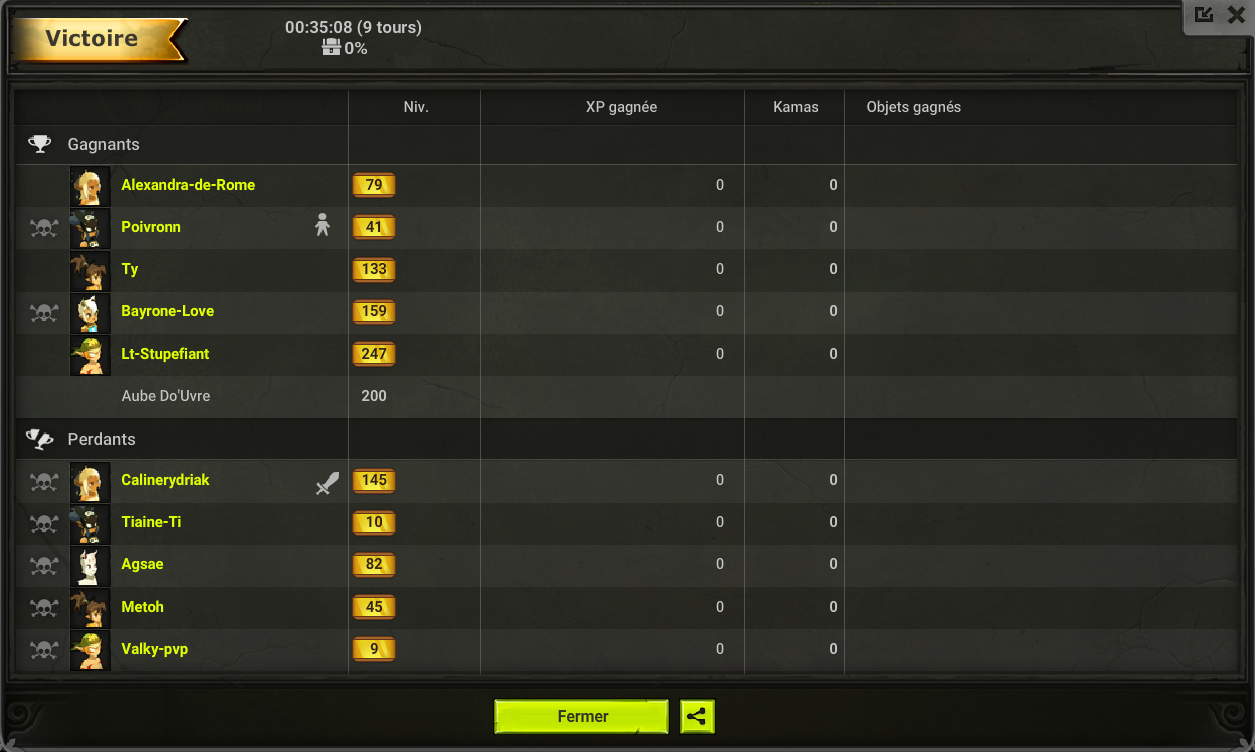 Victoire
00:35:08 (9 tours)
0%
Niv. XP gagnée Kamas Objets gagnés
Gagnants
Alexandra-de-Rome 79 0 0
Poivronn 41 0 0
Ty 133 0 0
Bayrone-Love 159 0 0
Lt-Stupefiant 247 0 0
Aube Do'Uvre 200
Perdants
Calinerydriak 145 0 0
Tiaine-Ti 10 0 0
Agsae 82 0 0
Metoh 45 0 0
Valky-pvp 9 0 0
Fermer